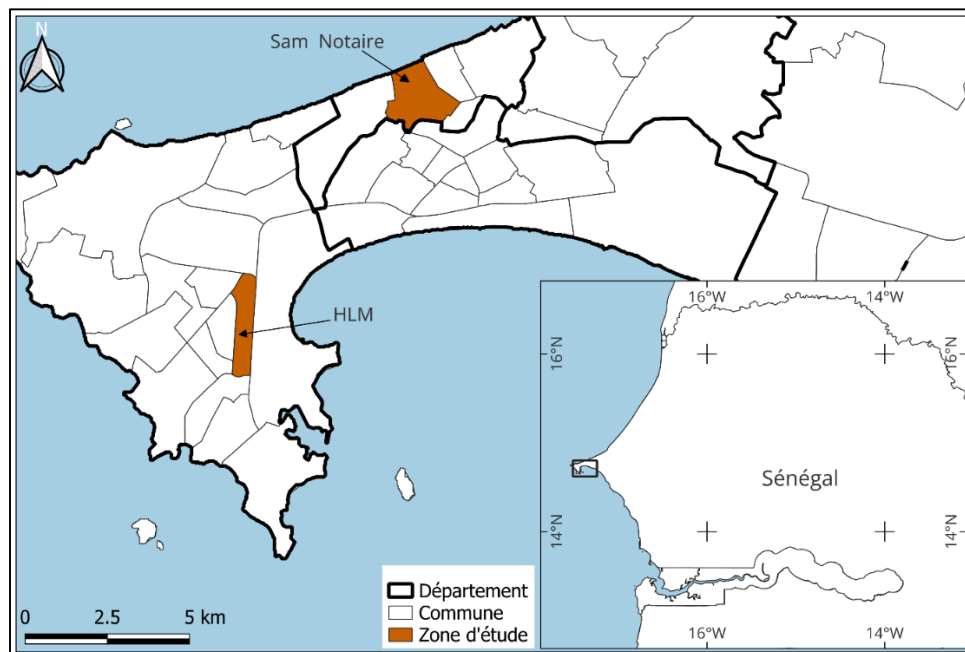 N
Sam Notaire
HLM
16°W
14°W
16°N
16°N
Sénégal
14°N
14°N
16°W
14°W
Département
Commune
Zone d'étude
0 2.5 5 km